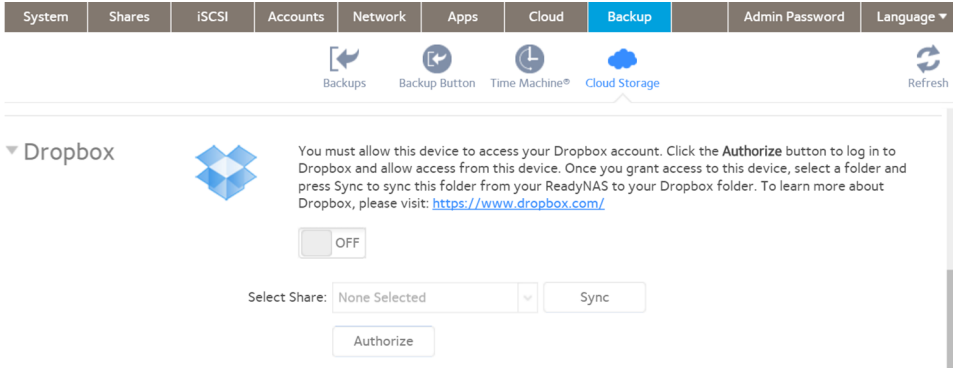 System Shares iSCSI Accounts Network Apps Cloud Backup Admin Password Language
Backups Backup Button Time Machine® Cloud Storage Refresh
Dropbox
You must allow this device to access your Dropbox account. Click the Authorize button to log in to
Dropbox and allow access from this device. Once you grant access to this device, select a folder and
press Sync to sync this folder from your ReadyNAS to your Dropbox folder. To learn more about
Dropbox, please visit: https://www.dropbox.com/
OFF
Select Share: None Selected Sync
Authorize